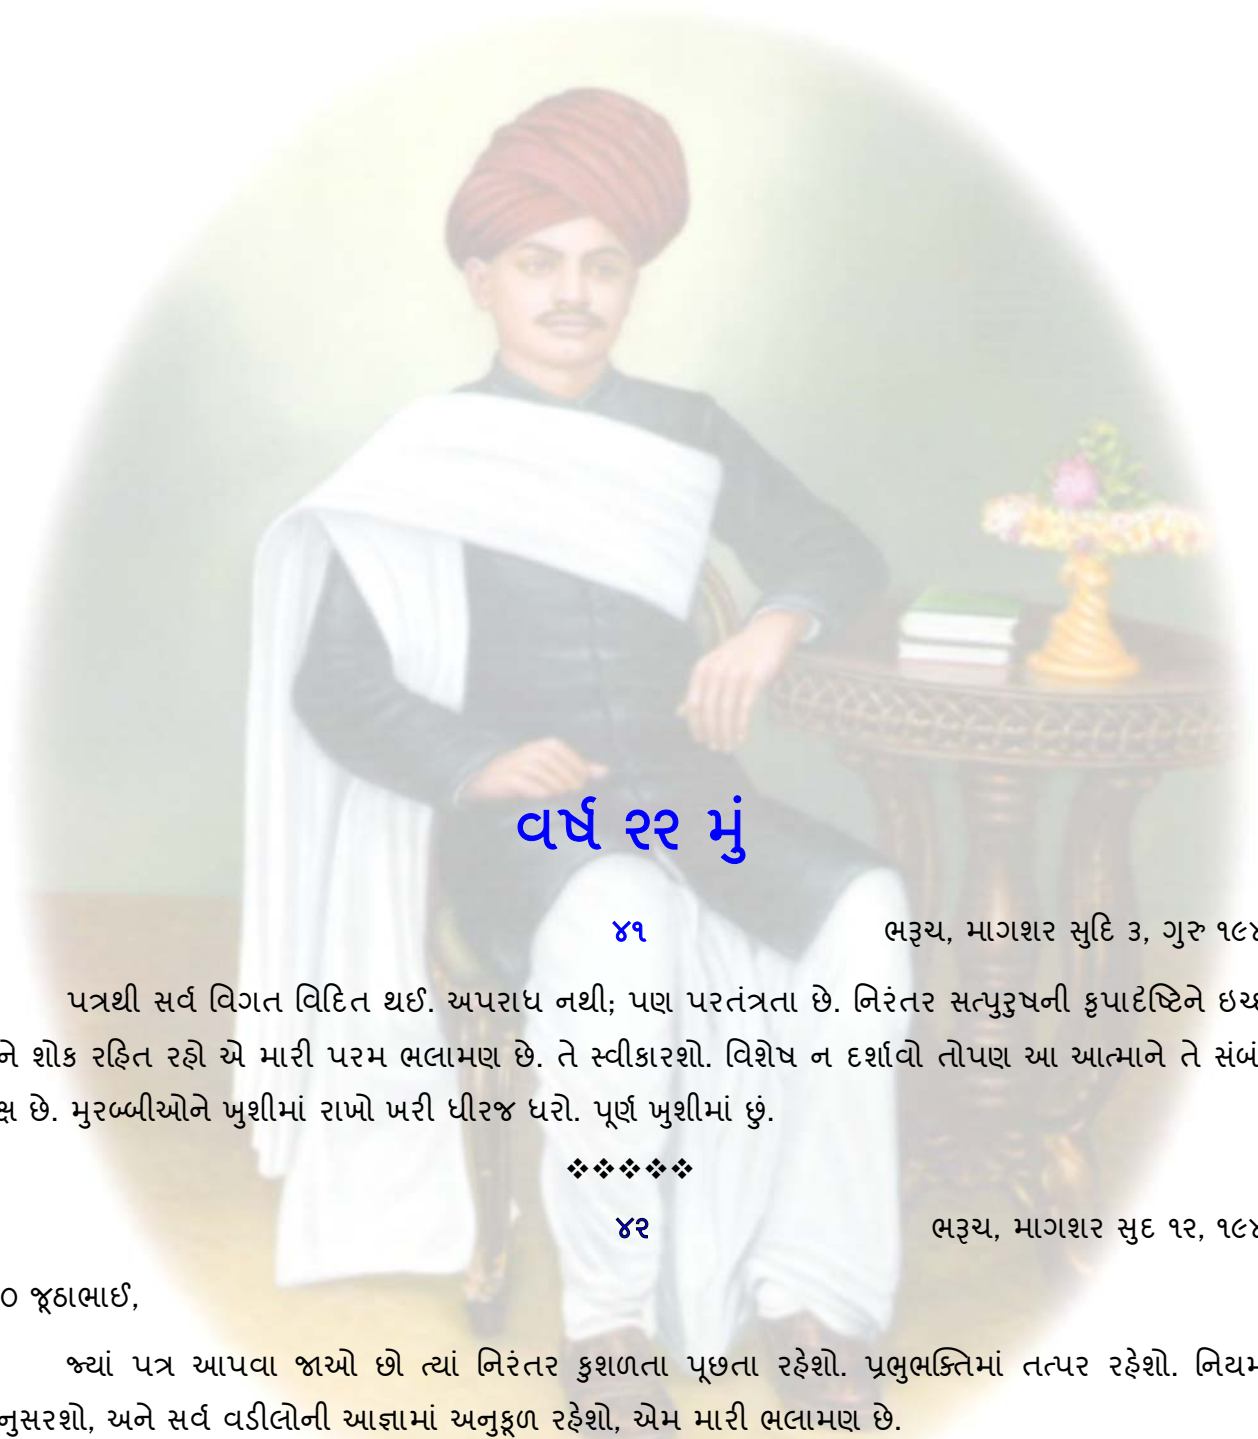 વર્ષ ૨૨ મું
૪૧ ભરૂચ, માગશર સુદિ ૩, ગુરુ
પત્રથી સર્વ વિગત વિદિત થઈ. અપરાધ નથી; પણ પરતંત્રતા છે. નિરંતર સત્પુરુષની કૃપાદૃષ્ટિને
શોક રહિત રહો એ મારી પરમ ભલામણ છે. તે સ્વીકારશો. વિશેષ ન દર્શાવો તોપણ આ આત્માને તે
છે. મુરબ્બીઓને ખુશીમાં રાખો ખરી ધીરજ ધરો. પૂર્ણ ખુશીમાં છું.
❖❖❖❖❖
૪૨ ભરૂચ, માગશર સુદ ૧૨,
જૂઠાભાઈ,
જ્યાં પત્ર આપવા જાઓ છો ત્યાં નિરંતર કુશળતા પૂછતા રહેશો. પ્રભુભક્તિમાં તત્પર રહેશો.
અને સર્વ વડીલોની આજ્ઞામાં અનુકૂળ રહેશો, એમ મારી ભલામણ છે.